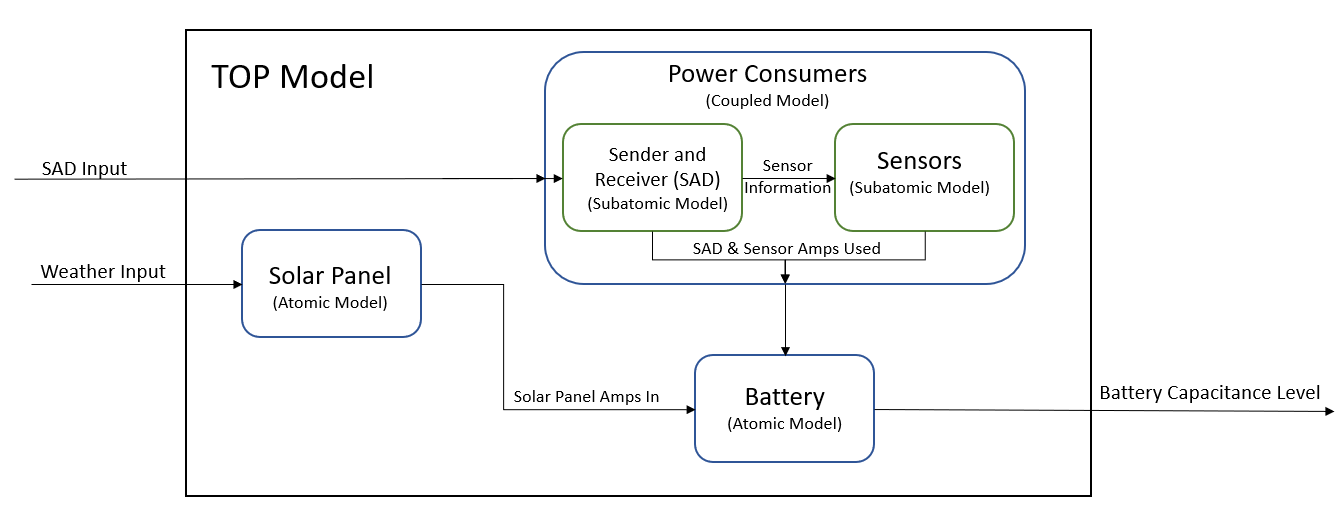 TOP Model
Power Consumers
(Coupled Model)
SAD Input
Sender and
Receiver (SAD)
(Subatomic Model)
Sensor
Information
Sensors
(Subatomic Model)
SAD & Sensor Amps Used
Weather Input
Solar Panel
(Atomic Model)
Solar Panel Amps In
Battery
(Atomic Model)
Battery Capacitance Level